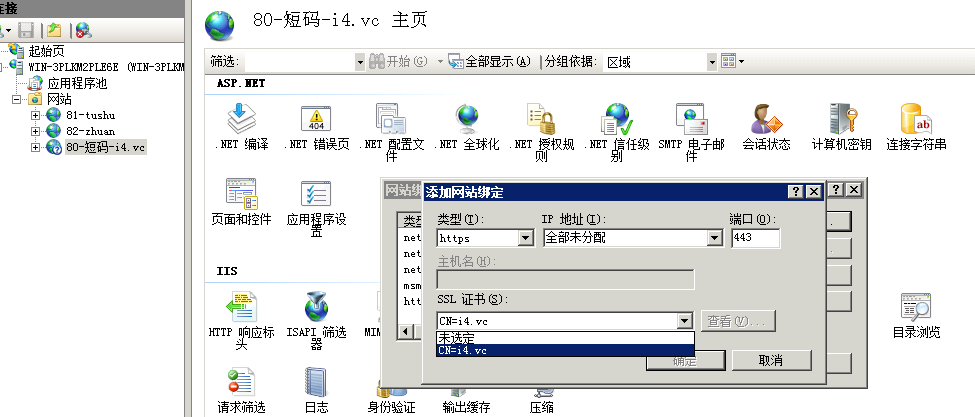 连接
80-短码-i4.vc 主页
起始页
WIN-3PLKM2PLE6E (WIN-3PLKM
应用程序池
网站
81-tushu
82-zhuan
80-短码-i4.vc
筛选:
开始(G)
全部显示(A)
分组依据:
区域
ASP.NET
.NET 编译
.NET 错误页
.NET 配置文件
.NET 全球化
.NET 授权规则
.NET 信任级别
SMTP 电子邮件
会话状态
计算机密钥
连接字符串
页面和控件
应用程序设置
IIS
HTTP 响应标头
ISAPI 筛选器
MIM
目录浏览
请求筛选
日志
身份验证
输出缓存
压缩
网站绑定
类型
net
net
net
msm
htt
添加网站绑定
类型(T):
IP 地址(I):
端口(O):
https
全部未分配
443
主机名(H):
SSL 证书(S):
CN=i4.vc
查看(V)...
未选定
CN=i4.vc
确定
取消